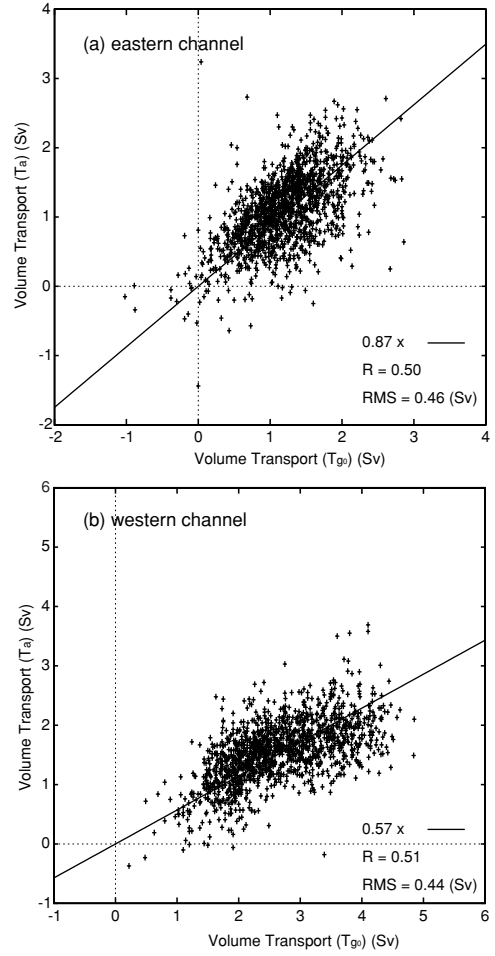 4
(a) eastern channel
3
2
1
0
-1
-2
Volume Transport (Ta) (Sv)
0.87 x
R = 0.50
RMS = 0.46 (Sv)
-2 -1 0 1 2 3 4
Volume Transport (Tg0) (Sv)
6
(b) western channel
5
4
3
2
1
0
-1
Volume Transport (Ta) (Sv)
0.57 x
R = 0.51
RMS = 0.44 (Sv)
-1 0 1 2 3 4 5 6
Volume Transport (Tg0) (Sv)